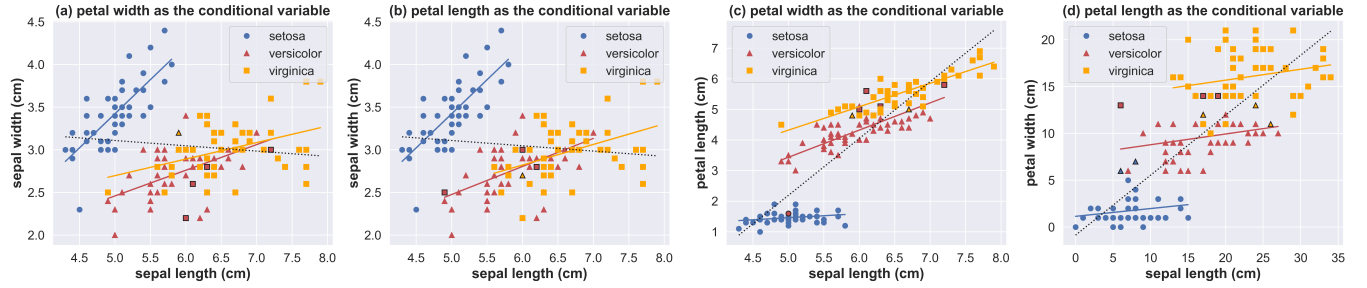 (a) petal width as the conditional variable
4.5
4.0
3.5
3.0
2.5
2.0
sepal width (cm)
setosa
versicolor
virginica
4.5 5.0 5.5 6.0 6.5 7.0 7.5 8.0
sepal length (cm)
(b) petal length as the conditional variable
4.5
4.0
3.5
3.0
2.5
2.0
sepal width (cm)
setosa
versicolor
virginica
4.5 5.0 5.5 6.0 6.5 7.0 7.5 8.0
sepal length (cm)
(c) petal width as the conditional variable
7
6
5
4
3
2
1
petal length (cm)
setosa
versicolor
virginica
4.5 5.0 5.5 6.0 6.5 7.0 7.5 8.0
sepal length (cm)
(d) petal length as the conditional variable
20
15
10
5
0
petal width (cm)
setosa
versicolor
virginica
0 5 10 15 20 25 30 35
sepal length (cm)